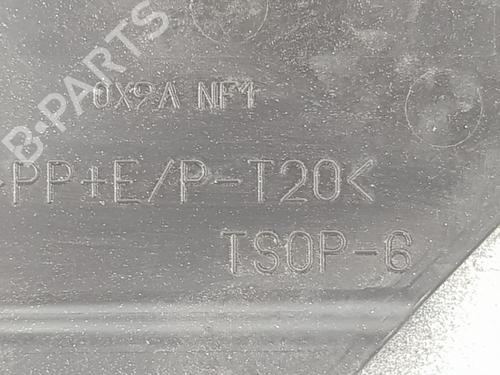 B-PARTS
0X9A NF1
>PP+E/P-T20<
TSOP-6